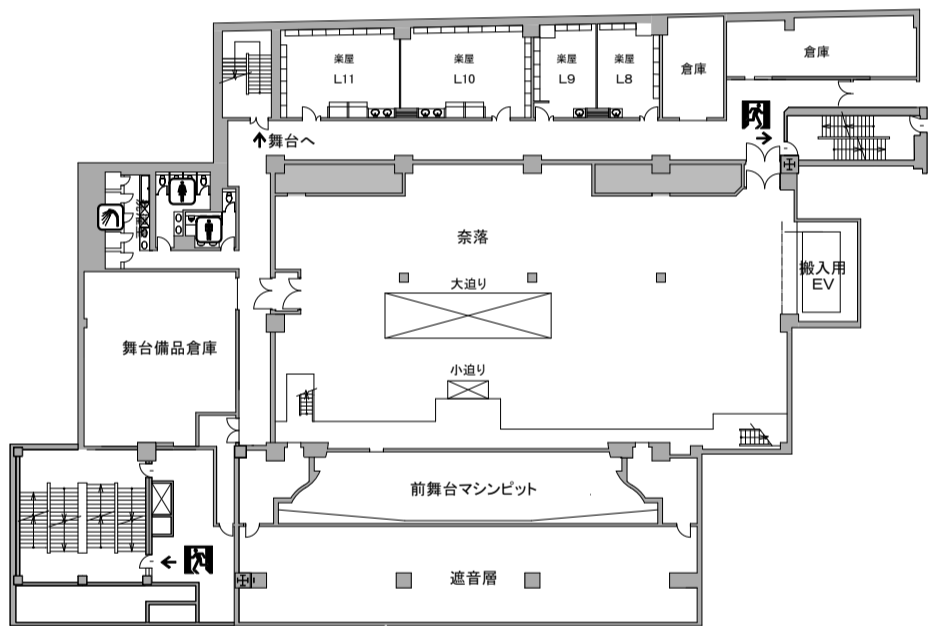 倉庫
楽屋
L11
楽屋
L10
楽屋
L9
楽屋
L8
倉庫
舞台へ
奈落
搬入用
EV
大迫り
舞台備品倉庫
小迫り
前舞台マシンピット
遮音層